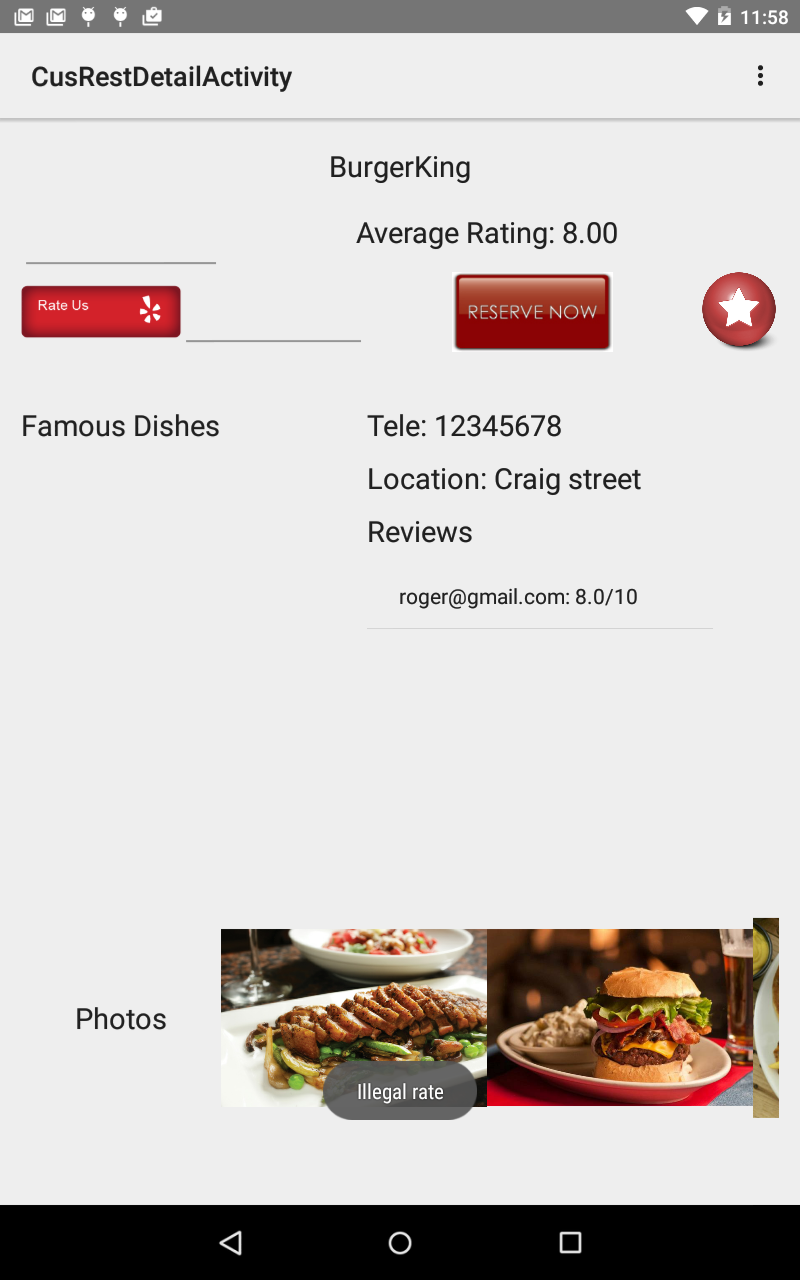 11:58
CusRestDetailActivity
BurgerKing
Average Rating: 8.00
Rate Us
RESERVE NOW
Famous Dishes
Tele: 12345678
Location: Craig street
Reviews
roger@gmail.com: 8.0/10
Photos
Illegal rate